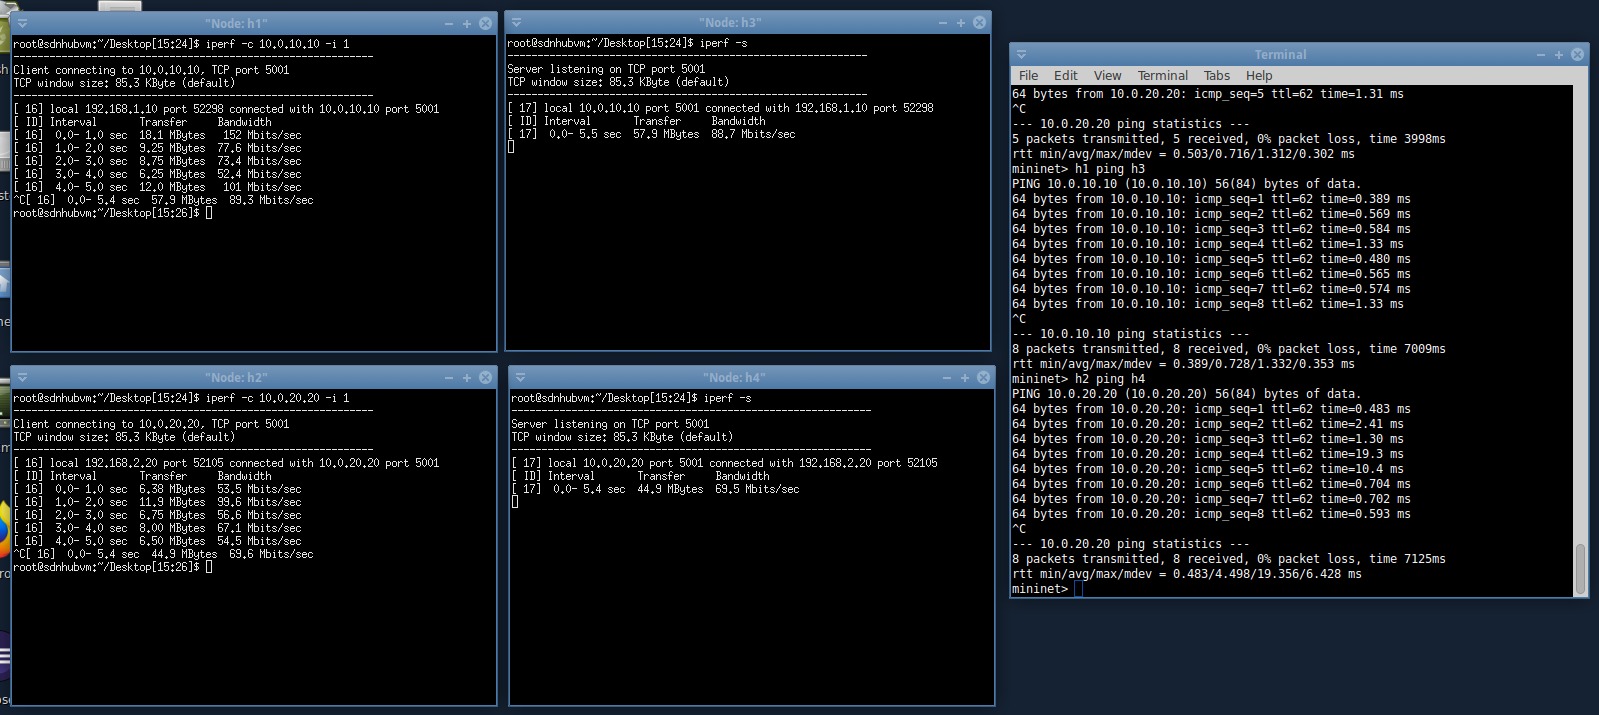 "Node: h1"
root@sdnhubvm:~/Desktop[15:24]$ iperf -c 10.0.10.10 -i 1
------------------------------------------------------------
Client connecting to 10.0.10.10, TCP port 5001
TCP window size: 85.3 KByte (default)
------------------------------------------------------------
[ 16] local 192.168.1.10 port 52298 connected with 10.0.10.10 port 5001
[ ID] Interval       Transfer     Bandwidth
[ 16]  0.0- 1.0 sec  18.1 MBytes   152 Mbits/sec
[ 16]  1.0- 2.0 sec  9.25 MBytes  77.6 Mbits/sec
[ 16]  2.0- 3.0 sec  8.75 MBytes  73.4 Mbits/sec
[ 16]  3.0- 4.0 sec  6.25 MBytes  52.4 Mbits/sec
[ 16]  4.0- 5.0 sec  12.0 MBytes   101 Mbits/sec
^C[ 16]  0.0- 5.4 sec  57.9 MBytes  89.3 Mbits/sec
root@sdnhubvm:~/Desktop[15:26]$
"Node: h3"
root@sdnhubvm:~/Desktop[15:24]$ iperf -s
------------------------------------------------------------
Server listening on TCP port 5001
TCP window size: 85.3 KByte (default)
------------------------------------------------------------
[ 17] local 10.0.10.10 port 5001 connected with 192.168.1.10 port 52298
[ ID] Interval       Transfer     Bandwidth
[ 17]  0.0- 5.5 sec  57.9 MBytes  88.7 Mbits/sec
"Node: h2"
root@sdnhubvm:~/Desktop[15:24]$ iperf -c 10.0.20.20 -i 1
------------------------------------------------------------
Client connecting to 10.0.20.20, TCP port 5001
TCP window size: 85.3 KByte (default)
------------------------------------------------------------
[ 16] local 192.168.2.20 port 52105 connected with 10.0.20.20 port 5001
[ ID] Interval       Transfer     Bandwidth
[ 16]  0.0- 1.0 sec  6.38 MBytes  53.5 Mbits/sec
[ 16]  1.0- 2.0 sec  11.9 MBytes  99.6 Mbits/sec
[ 16]  2.0- 3.0 sec  6.75 MBytes  56.6 Mbits/sec
[ 16]  3.0- 4.0 sec  8.00 MBytes  67.1 Mbits/sec
[ 16]  4.0- 5.0 sec  6.50 MBytes  54.5 Mbits/sec
^C[ 16]  0.0- 5.4 sec  44.9 MBytes  69.6 Mbits/sec
root@sdnhubvm:~/Desktop[15:26]$
"Node: h4"
root@sdnhubvm:~/Desktop[15:24]$ iperf -s
------------------------------------------------------------
Server listening on TCP port 5001
TCP window size: 85.3 KByte (default)
------------------------------------------------------------
[ 17] local 10.0.20.20 port 5001 connected with 192.168.2.20 port 52105
[ ID] Interval       Transfer     Bandwidth
[ 17]  0.0- 5.4 sec  44.9 MBytes  69.5 Mbits/sec
Terminal
File Edit View Terminal Tabs Help
64 bytes from 10.0.20.20: icmp_seq=5 ttl=62 time=1.31 ms
^C
--- 10.0.20.20 ping statistics ---
5 packets transmitted, 5 received, 0% packet loss, time 3998ms
rtt min/avg/max/mdev = 0.503/0.716/1.312/0.302 ms
mininet> h1 ping h3
PING 10.0.10.10 (10.0.10.10) 56(84) bytes of data.
64 bytes from 10.0.10.10: icmp_seq=1 ttl=62 time=0.389 ms
64 bytes from 10.0.10.10: icmp_seq=2 ttl=62 time=0.569 ms
64 bytes from 10.0.10.10: icmp_seq=3 ttl=62 time=0.584 ms
64 bytes from 10.0.10.10: icmp_seq=4 ttl=62 time=1.33 ms
64 bytes from 10.0.10.10: icmp_seq=5 ttl=62 time=0.480 ms
64 bytes from 10.0.10.10: icmp_seq=6 ttl=62 time=0.565 ms
64 bytes from 10.0.10.10: icmp_seq=7 ttl=62 time=0.574 ms
64 bytes from 10.0.10.10: icmp_seq=8 ttl=62 time=1.33 ms
^C
--- 10.0.10.10 ping statistics ---
8 packets transmitted, 8 received, 0% packet loss, time 7009ms
rtt min/avg/max/mdev = 0.389/0.728/1.332/0.353 ms
mininet> h2 ping h4
PING 10.0.20.20 (10.0.20.20) 56(84) bytes of data.
64 bytes from 10.0.20.20: icmp_seq=1 ttl=62 time=0.483 ms
64 bytes from 10.0.20.20: icmp_seq=2 ttl=62 time=2.41 ms
64 bytes from 10.0.20.20: icmp_seq=3 ttl=62 time=1.30 ms
64 bytes from 10.0.20.20: icmp_seq=4 ttl=62 time=19.3 ms
64 bytes from 10.0.20.20: icmp_seq=5 ttl=62 time=10.4 ms
64 bytes from 10.0.20.20: icmp_seq=6 ttl=62 time=0.704 ms
64 bytes from 10.0.20.20: icmp_seq=7 ttl=62 time=0.702 ms
64 bytes from 10.0.20.20: icmp_seq=8 ttl=62 time=0.593 ms
^C
--- 10.0.20.20 ping statistics ---
8 packets transmitted, 8 received, 0% packet loss, time 7125ms
rtt min/avg/max/mdev = 0.483/4.498/19.356/6.428 ms
mininet>